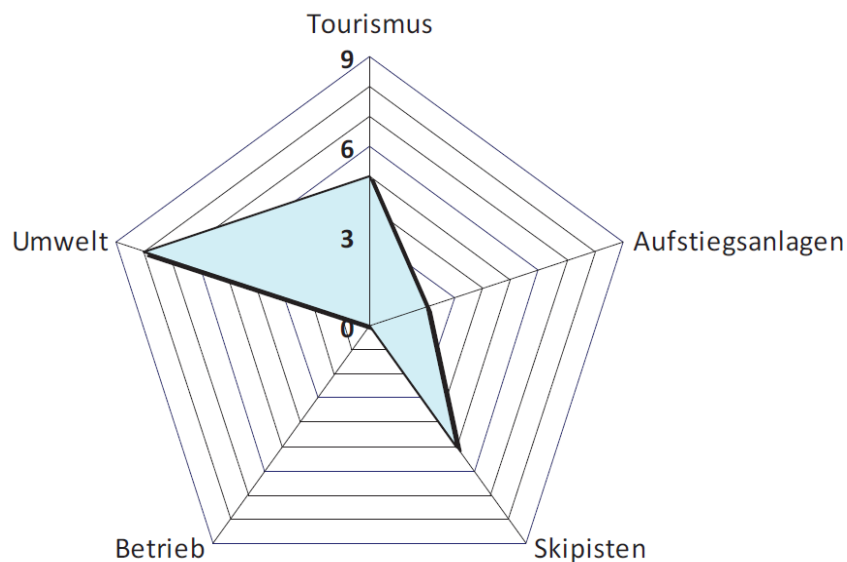 Tourismus
9
6
Umwelt
3
Aufstiegsanlagen
0
Betrieb
Skipisten